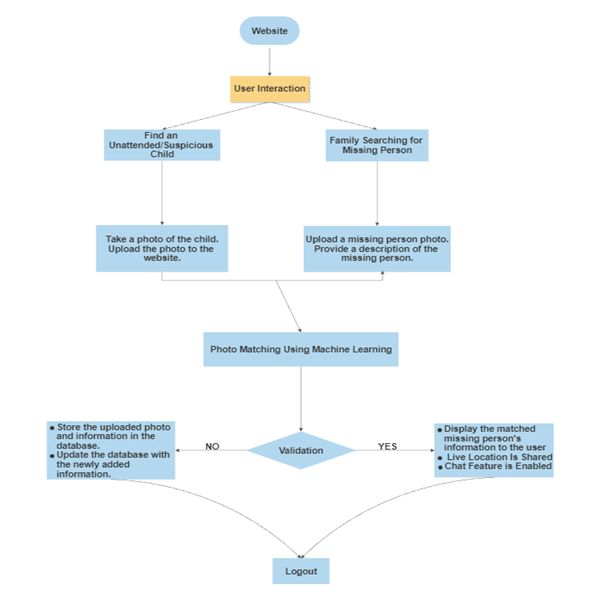 Website
User Interaction
Find an
Unattended/Suspicious
Child
Family Searching for
Missing Person
Take a photo of the child.
Upload the photo to the
website.
Upload a missing person photo.
Provide a description of the
missing person.
Photo Matching Using Machine Learning
● Store the uploaded photo
and information in the
database.
● Update the database with
the newly added
information.
NO
Validation
YES
● Display the matched
missing person's
information to the user
● Live Location Is Shared
● Chat Feature is Enabled
Logout